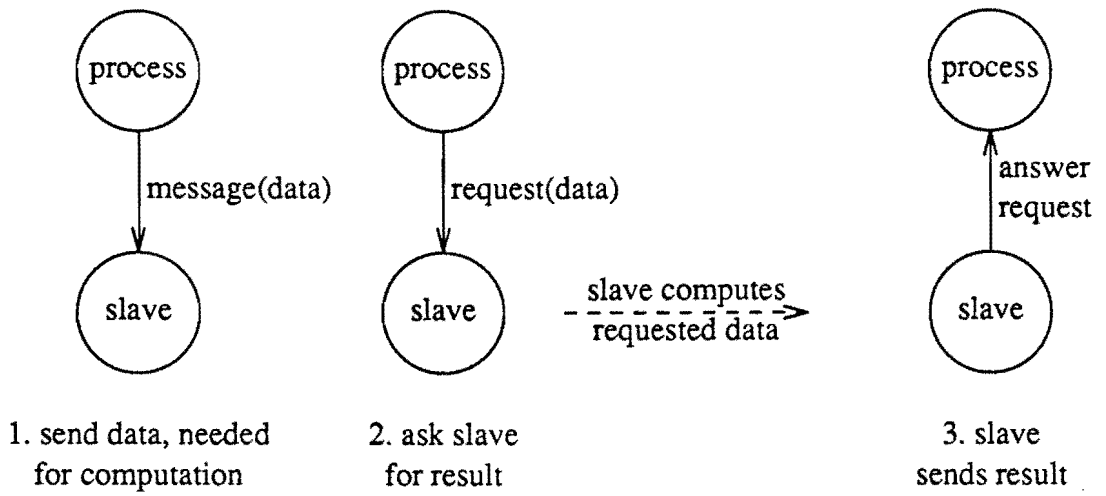 process
message(data)
slave
1. send data, needed
for computation
process
request(data)
slave
2. ask slave
for result
slave computes
requested data
process
answer
request
slave
3. slave
sends result